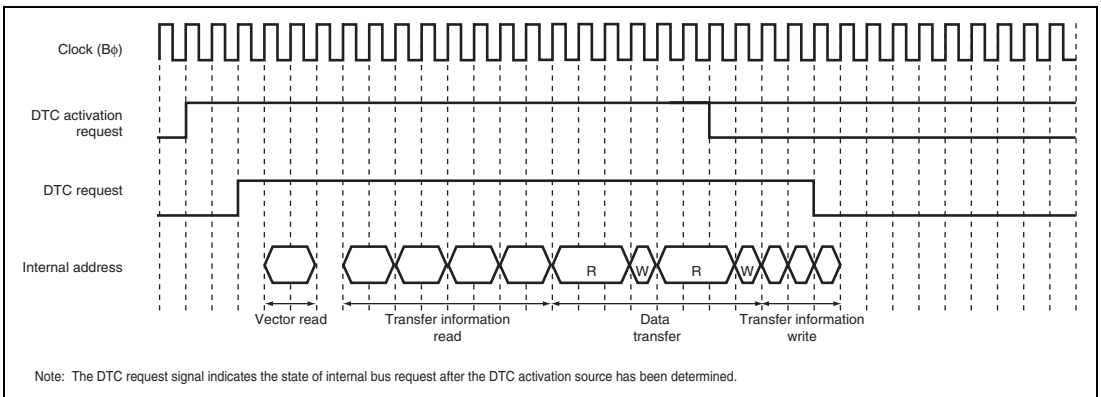 Clock (Bϕ)
DTC activation
request
DTC request
Internal address
R
W
R
W
Vector read
Transfer information
read
Data
transfer
Transfer information
write
Note: The DTC request signal indicates the state of internal bus request after the DTC activation source has been determined.